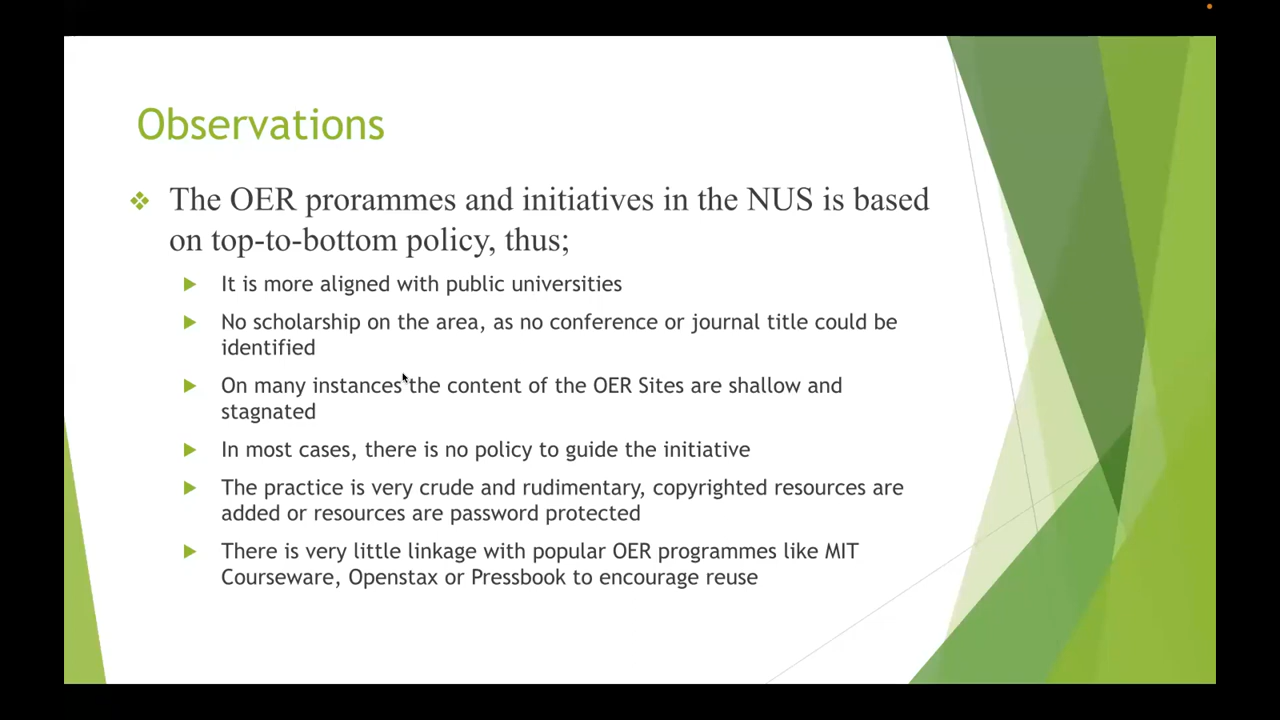 Observations
The OER prorammes and initiatives in the NUS is based
on top-to-bottom policy, thus;
It is more aligned with public universities
No scholarship on the area, as no conference or journal title could be
identified
On many instances the content of the OER Sites are shallow and
stagnated
In most cases, there is no policy to guide the initiative
The practice is very crude and rudimentary, copyrighted resources are
added or resources are password protected
There is very little linkage with popular OER programmes like MIT
Courseware, Openstax or Pressbook to encourage reuse